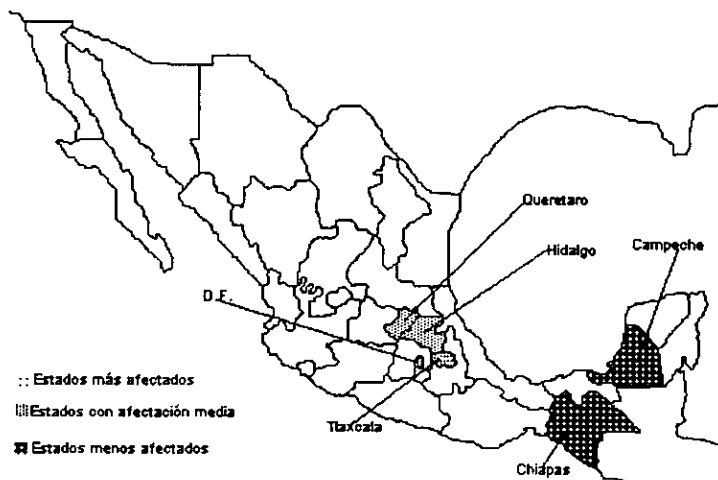 Queretaro
Hidalgo
Campeche
D.F.
:: Estados más afectados
Estados con afectación media
Estados menos afectados
Tlaxcala
Chiapas